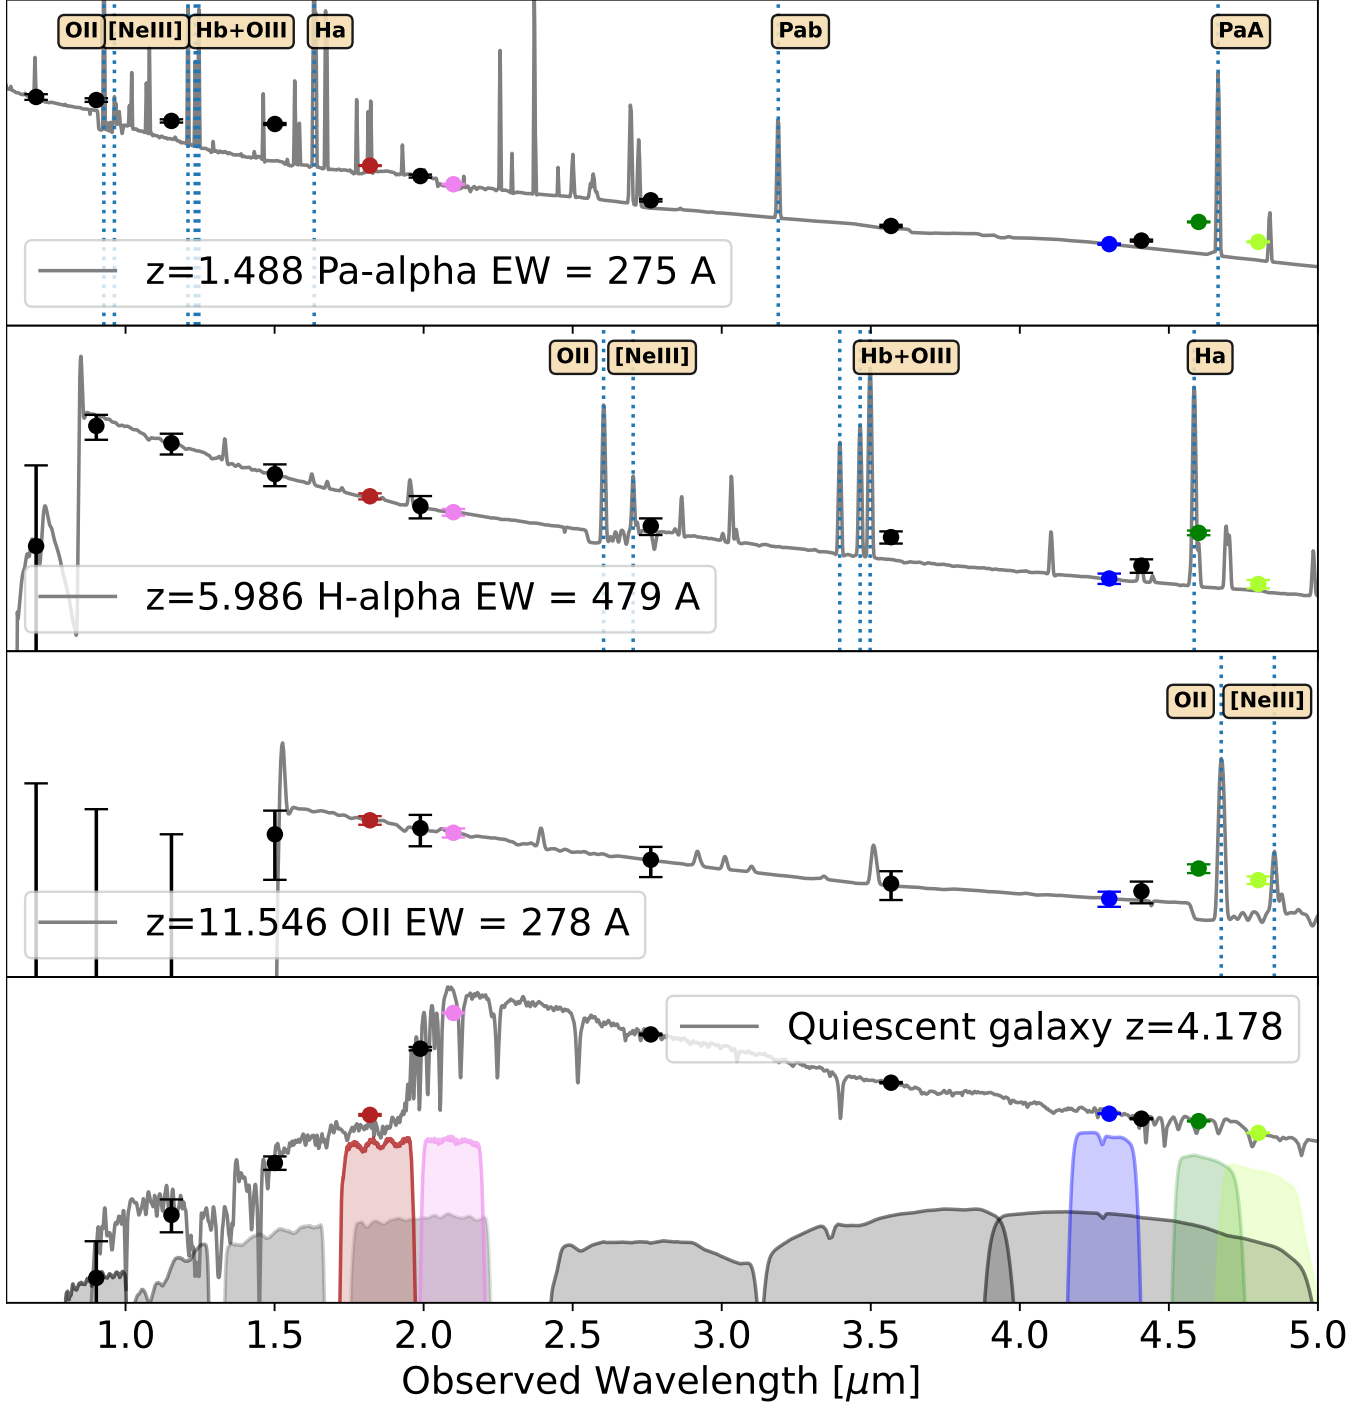 OII [NeIII] Hb+OIII Ha Pab PaA
z=1.488 Pa-alpha EW = 275 A
OII [NeIII] Hb+OIII Ha
z=5.986 H-alpha EW = 479 A
OII [NeIII]
z=11.546 OII EW = 278 A
Quiescent galaxy z=4.178
1.0 1.5 2.0 2.5 3.0 3.5 4.0 4.5 5.0
Observed Wavelength [μm]